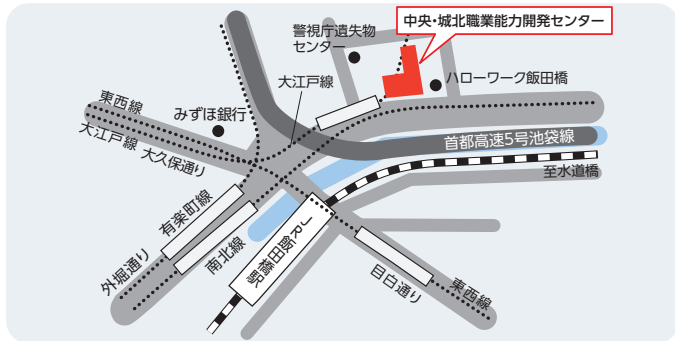 中央・城北職業能力開発センター
警視庁遺失物
センター
ハローワーク飯田橋
大江戸線
東西線
みずほ銀行
大江戸線
大久保通り
首都高速5号池袋線
至水道橋
有楽町線
南北線
外堀通り
JR飯田橋駅
目白通り
東西線